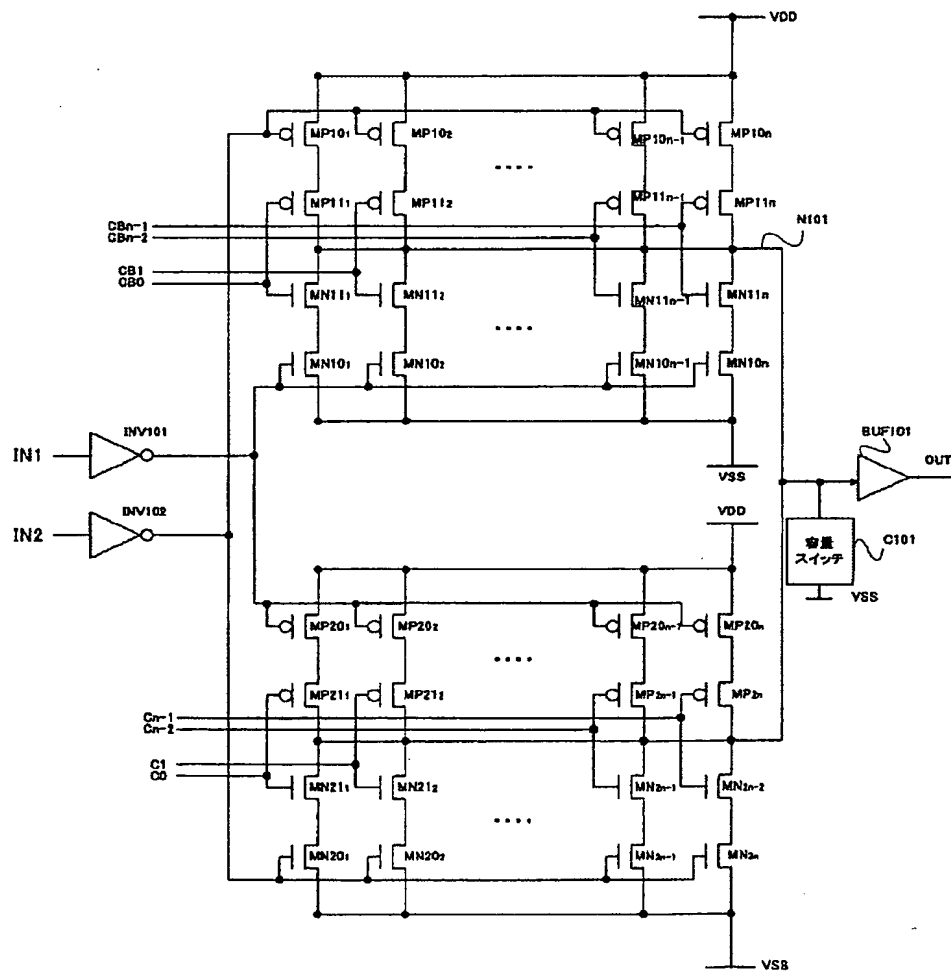 VDD
MP101
MP102
MP10n-1
MP10n
....
MP111
MP112
MP11n-1
MP11n
N101
CBn-1
CBn-2
CB1
CB0
MN111
MN112
MN11n-1
MN11n
....
MN101
MN102
MN10n-1
MN10n
INV101
IN1
VSS
BUF101
OUT
INV102
IN2
VDD
容量
スイッチ
C101
VSS
MP201
MP202
MP20n-1
MP20n
....
MP211
MP212
MP2n-1
MP2n
Cn-1
Cn-2
C1
C0
MN211
MN212
MN2n-1
MN2n-2
....
MN201
MN202
MN2n-1
MN2n
VSS